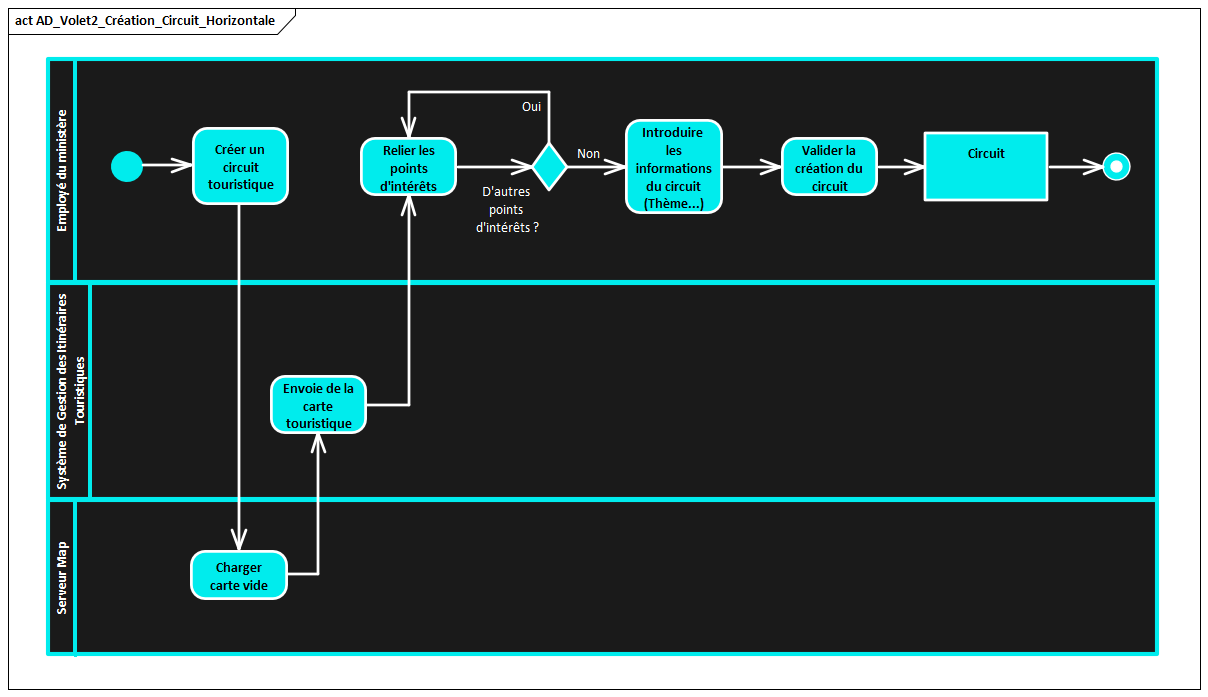 act AD_Volet2_Création_Circuit_Horizontale
Employé du ministère
Créer un
circuit
touristique
Relier les
points
d'intérêts
Oui
D'autres
points
d'intérêts ?
Non
Introduire
les
informations
du circuit
(Thème...)
Valider la
création du
circuit
Circuit
Système de Gestion des Itinéraires
Touristiques
Envoie de la
carte
touristique
Serveur Map
Charger
carte vide